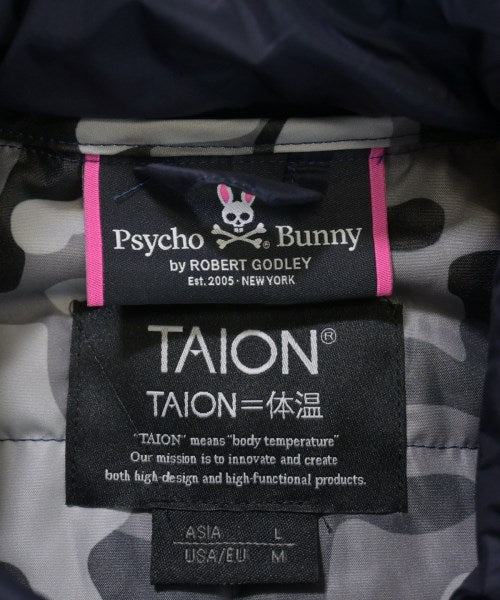 Psycho Bunny®
by ROBERT GODLEY
Est. 2005 · NEW YORK
TAION®
TAION=体温
"TAION" means "body temperature"
Our mission is to innovate and create
both high-design and high-functional products.
ASIA L
USA/EU M